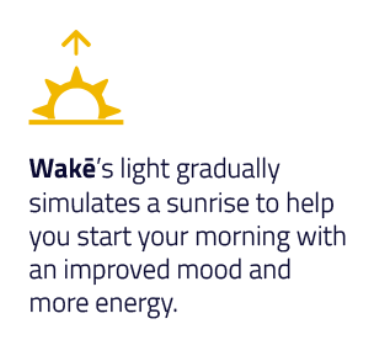 Wakē's light gradually
simulates a sunrise to help
you start your morning with
an improved mood and
more energy.